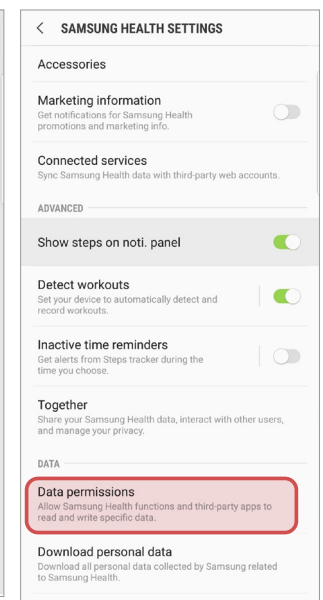 SAMSUNG HEALTH SETTINGS
Accessories
Marketing information
Get notifications for Samsung Health
promotions and marketing info.
Connected services
Sync Samsung Health data with third-party web accounts.
ADVANCED
Show steps on noti. panel
Detect workouts
Set your device to automatically detect and
record workouts.
Inactive time reminders
Get alerts from Steps tracker during the
time you choose.
Together
Share your Samsung Health data, interact with other users,
and manage your privacy.
DATA
Data permissions
Allow Samsung Health functions and third-party apps to
read and write specific data.
Download personal data
Download all personal data collected by Samsung related
to Samsung Health.